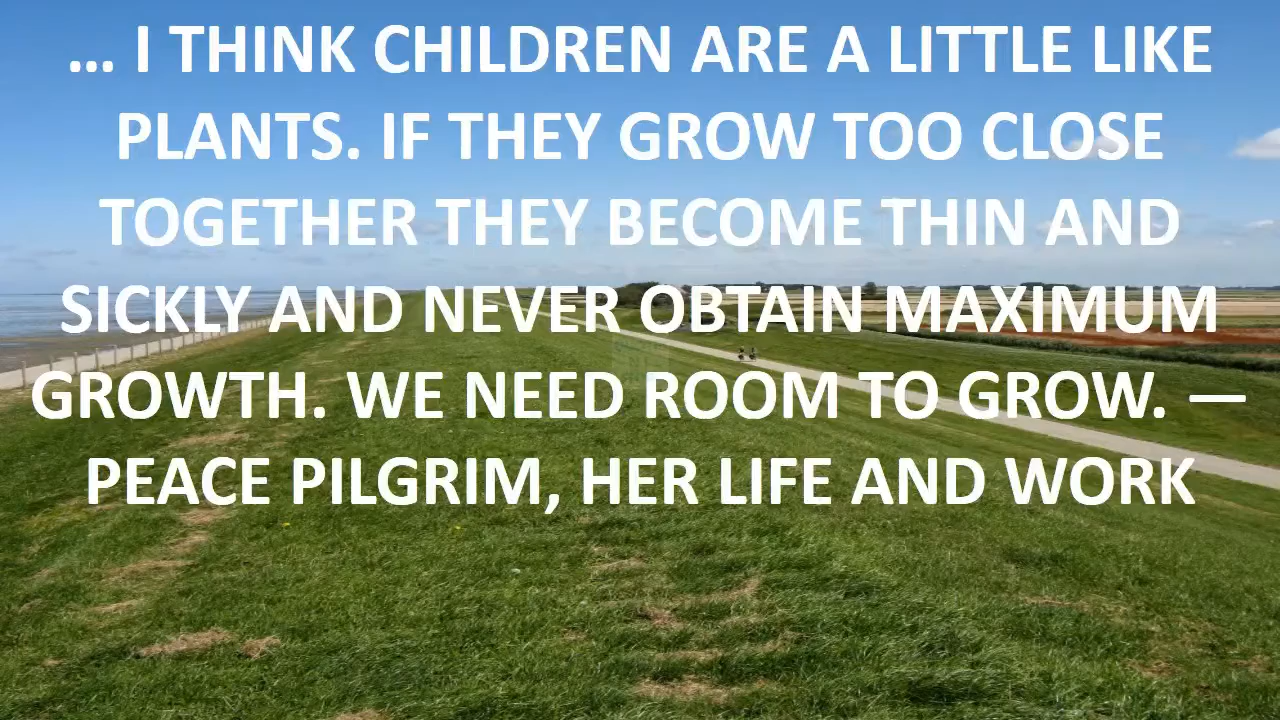 ... I THINK CHILDREN ARE A LITTLE LIKE
PLANTS. IF THEY GROW TOO CLOSE
TOGETHER THEY BECOME THIN AND
SICKLY AND NEVER OBTAIN MAXIMUM
GROWTH. WE NEED ROOM TO GROW. —
PEACE PILGRIM, HER LIFE AND WORK